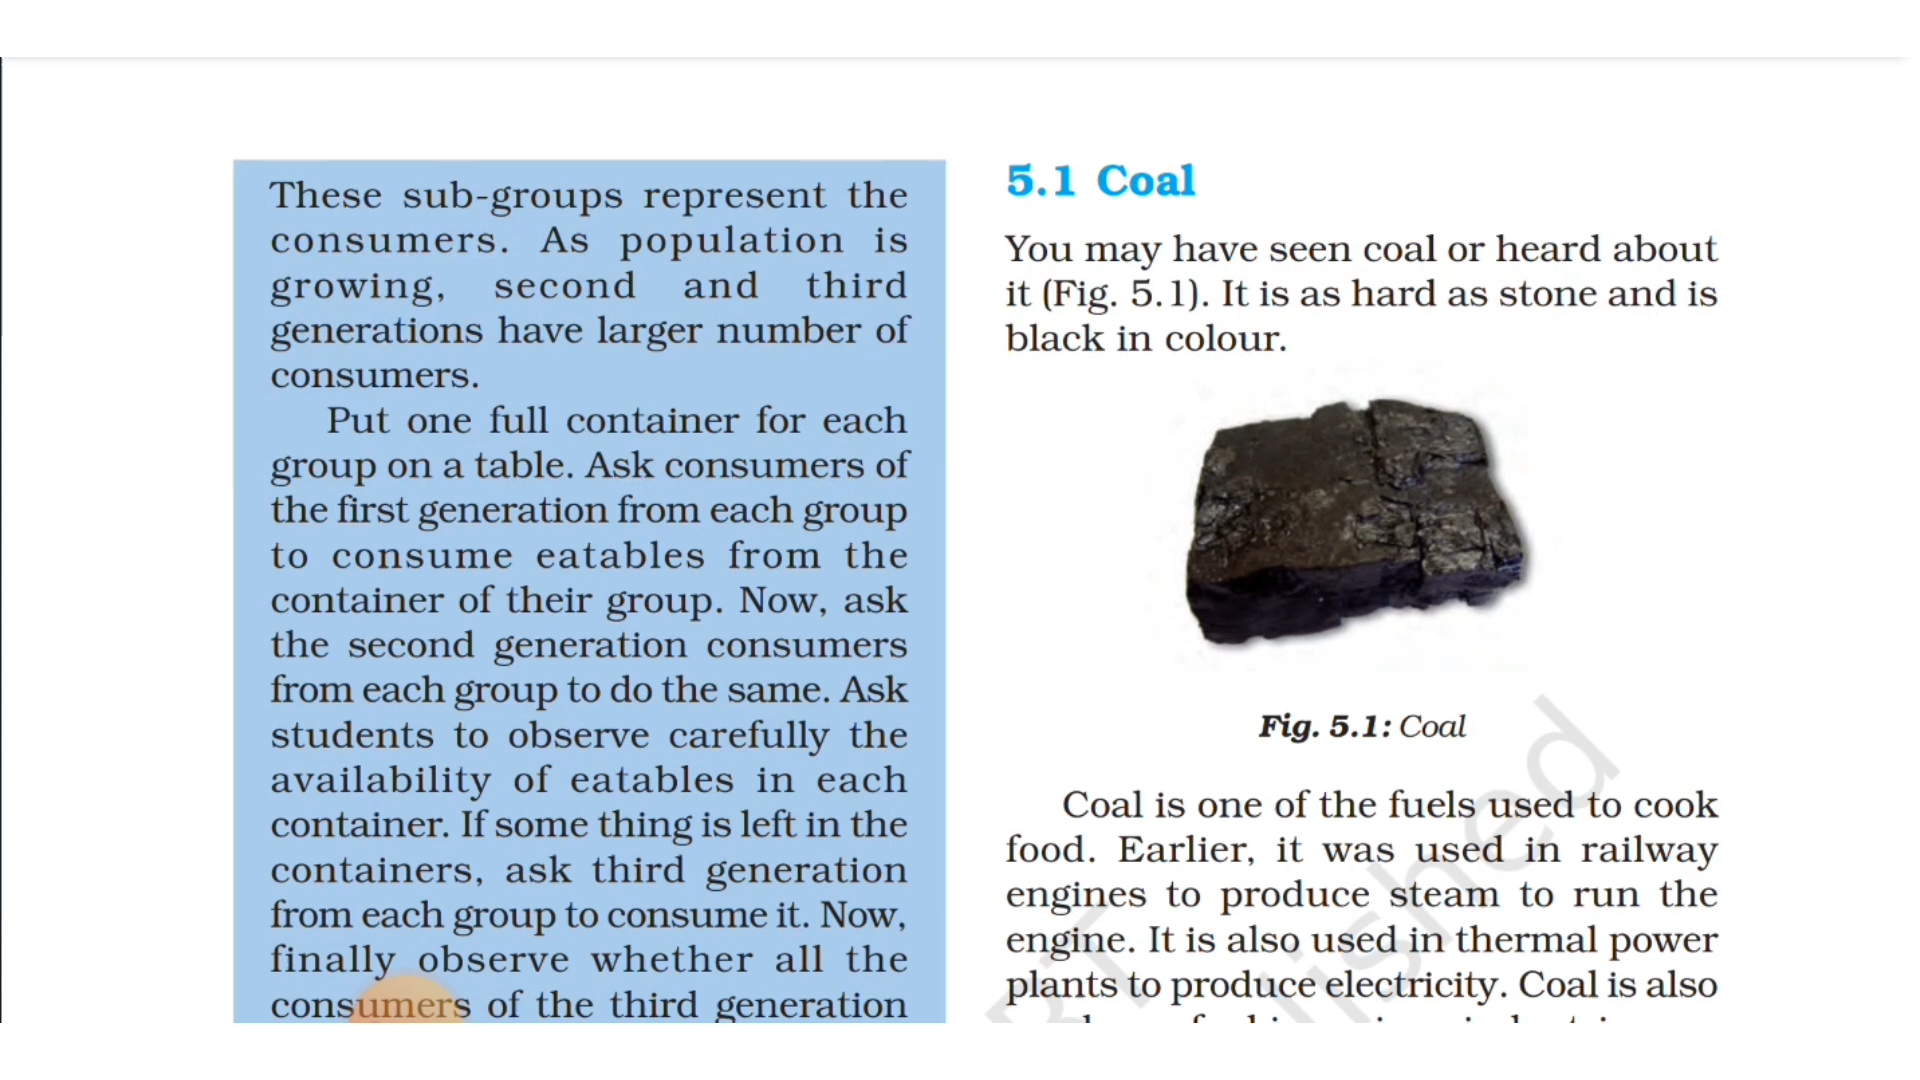 These sub-groups represent the
consumers. As population is
growing, second and third
generations have larger number of
consumers.
Put one full container for each
group on a table. Ask consumers of
the first generation from each group
to consume eatables from the
container of their group. Now, ask
the second generation consumers
from each group to do the same. Ask
students to observe carefully the
availability of eatables in each
container. If some thing is left in the
containers, ask third generation
from each group to consume it. Now,
finally observe whether all the
consumers of the third generation
5.1 Coal
You may have seen coal or heard about
it (Fig. 5.1). It is as hard as stone and is
black in colour.
Fig. 5.1: Coal
Coal is one of the fuels used to cook
food. Earlier, it was used in railway
engines to produce steam to run the
engine. It is also used in thermal power
plants to produce electricity. Coal is also